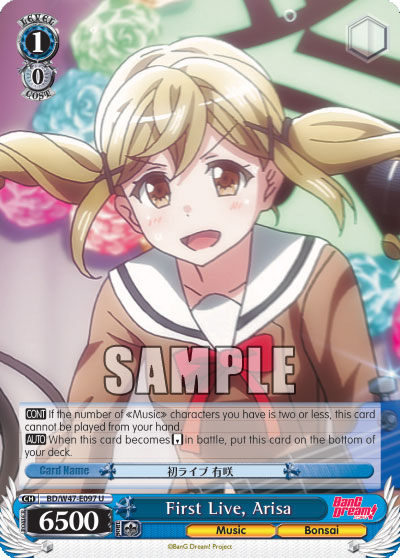 LEVEL
1
0
COST
SAMPLE
CONT If the number of «Music» characters you have is two or less, this card
cannot be played from your hand.
AUTO When this card becomes in battle, put this card on the bottom
of your deck.
Card Name 初ライブ 有咲
CH BD/W47-E097 U
POWER 6500 First Live, Arisa BanG Dream!
Music Bonsai
©BanG Dream! Project